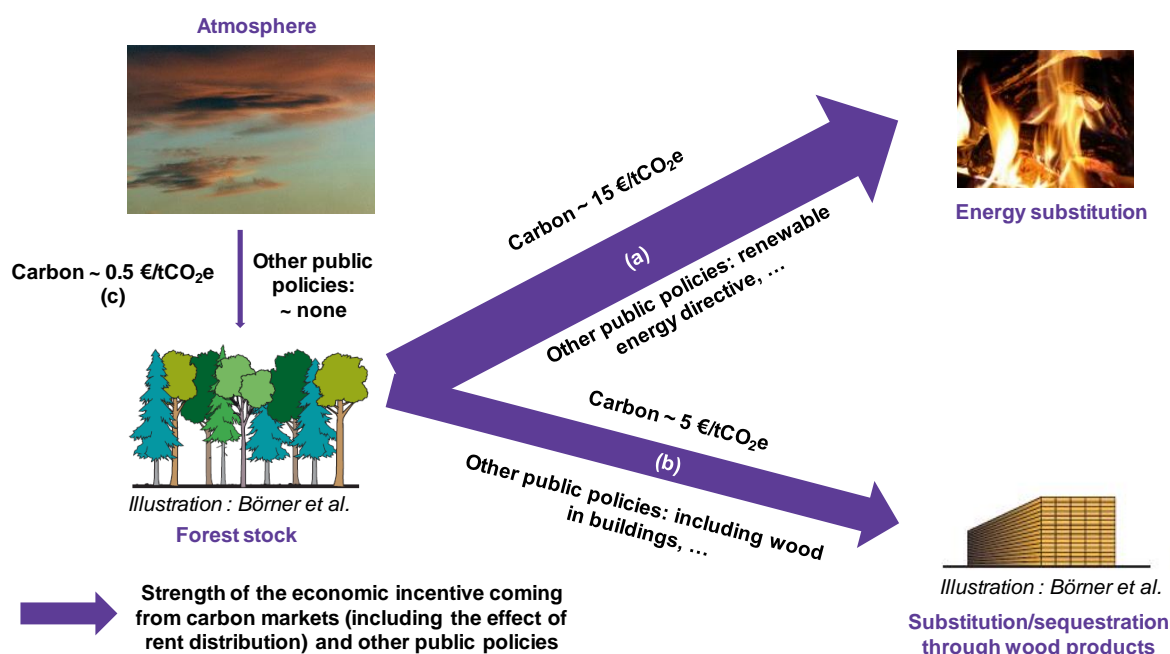 Atmosphere
Carbon ~ 0.5 €/tCO₂e
(c)
Other public
policies:
~ none
Illustration : Börner et al.
Forest stock
Carbon ~ 15 €/tCO₂e
(a)
Other public policies: renewable
energy directive, …
Energy substitution
Carbon ~ 5 €/tCO₂e
(b)
Other public policies: including wood
in buildings, …
Illustration : Börner et al.
Substitution/sequestration
through wood products
Strength of the economic incentive coming
from carbon markets (including the effect of
rent distribution) and other public policies